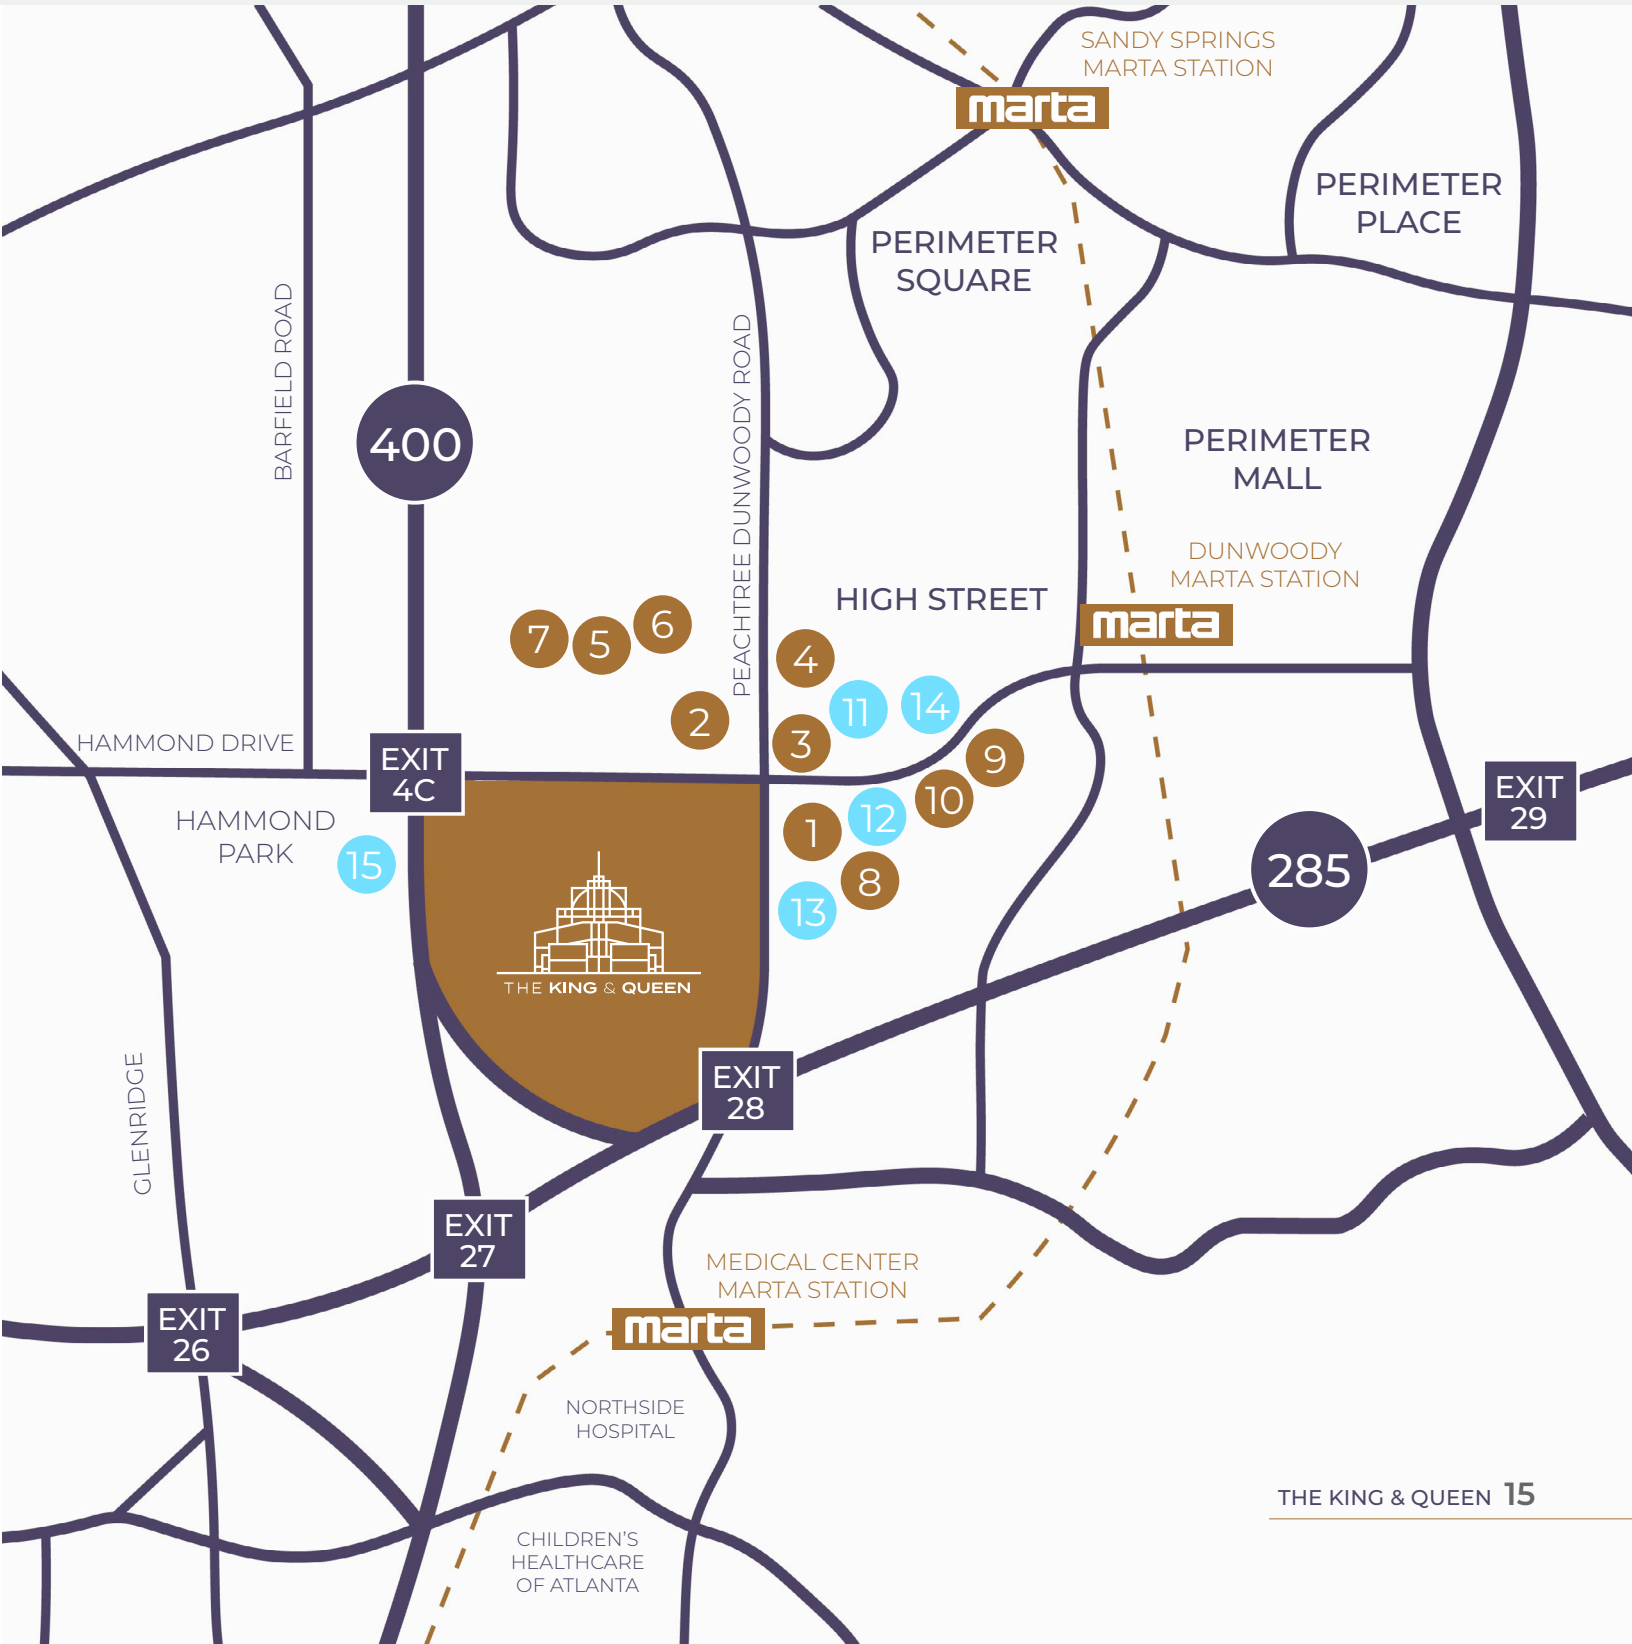 SANDY SPRINGS
MARTA STATION
marta
PERIMETER
PLACE
PERIMETER
SQUARE
BARFIELD ROAD
PEACHTREE DUNWOODY ROAD
400
PERIMETER
MALL
DUNWOODY
MARTA STATION
HIGH STREET
marta
7
5
6
4
2
11
14
3
9
HAMMOND DRIVE
EXIT
4C
10
EXIT
29
HAMMOND
PARK
15
1
12
8
13
285
THE KING & QUEEN
GLENRIDGE
EXIT
28
EXIT
27
MEDICAL CENTER
MARTA STATION
marta
EXIT
26
NORTHSIDE
HOSPITAL
THE KING & QUEEN 15
CHILDREN'S
HEALTHCARE
OF ATLANTA